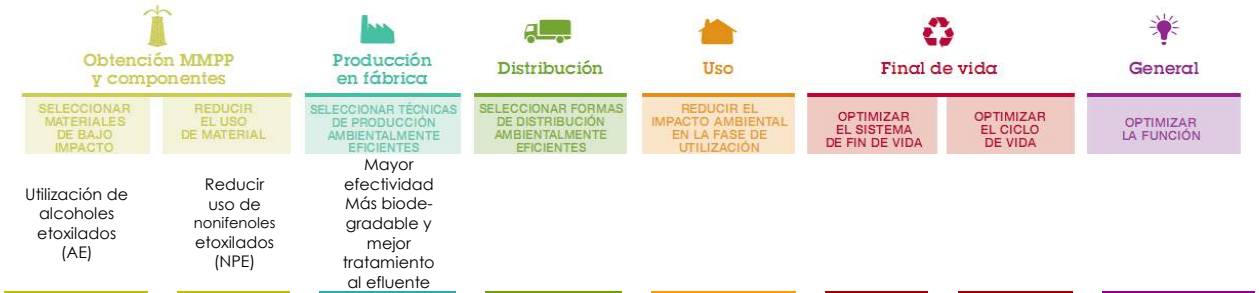 Obtención MMPP
y componentes
Producción
en fábrica
Distribución
Uso
Final de vida
General
SELECCIONAR
MATERIALES
DE BAJO
IMPACTO
REDUCIR
EL USO
DE MATERIAL
SELECCIONAR TÉCNICAS
DE PRODUCCIÓN
AMBIENTALMENTE
EFICIENTES
SELECCIONAR FORMAS
DE DISTRIBUCIÓN
AMBIENTALMENTE
EFICIENTES
REDUCIR EL
IMPACTO AMBIENTAL
EN LA FASE DE
UTILIZACIÓN
OPTIMIZAR
EL SISTEMA
DE FIN DE VIDA
OPTIMIZAR
EL CICLO
DE VIDA
OPTIMIZAR
LA FUNCIÓN
Utilización de
alcoholes
etoxilados
(AE)
Reducir
uso de
nonifenoles
etoxilados
(NPE)
Mayor
efectividad
Más biode-
gradable y
mejor
tratamiento
al efluente